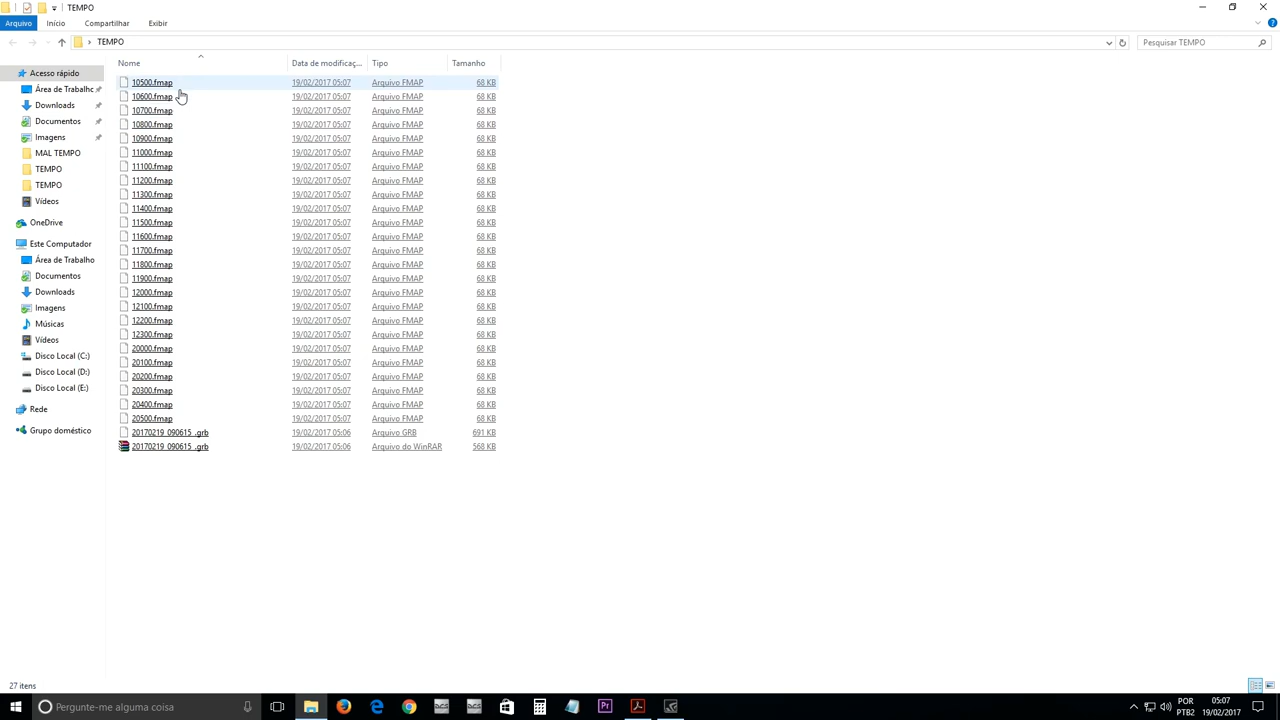 TEMPO
Arquivo Início Compartilhar Exibir
TEMPO Pesquisar TEMPO
Nome Data de modificaç... Tipo Tamanho
Acesso rápido
Área de Trabalho
Downloads
Documentos
Imagens
MAL TEMPO
TEMPO
TEMPO
Vídeos
OneDrive
Este Computador
Área de Trabalho
Documentos
Downloads
Imagens
Músicas
Vídeos
Disco Local (C:)
Disco Local (D:)
Disco Local (E:)
Rede
Grupo doméstico
10500.fmap 19/02/2017 05:07 Arquivo FMAP 68 KB
10600.fmap 19/02/2017 05:07 Arquivo FMAP 68 KB
10700.fmap 19/02/2017 05:07 Arquivo FMAP 68 KB
10800.fmap 19/02/2017 05:07 Arquivo FMAP 68 KB
10900.fmap 19/02/2017 05:07 Arquivo FMAP 68 KB
11000.fmap 19/02/2017 05:07 Arquivo FMAP 68 KB
11100.fmap 19/02/2017 05:07 Arquivo FMAP 68 KB
11200.fmap 19/02/2017 05:07 Arquivo FMAP 68 KB
11300.fmap 19/02/2017 05:07 Arquivo FMAP 68 KB
11400.fmap 19/02/2017 05:07 Arquivo FMAP 68 KB
11500.fmap 19/02/2017 05:07 Arquivo FMAP 68 KB
11600.fmap 19/02/2017 05:07 Arquivo FMAP 68 KB
11700.fmap 19/02/2017 05:07 Arquivo FMAP 68 KB
11800.fmap 19/02/2017 05:07 Arquivo FMAP 68 KB
11900.fmap 19/02/2017 05:07 Arquivo FMAP 68 KB
12000.fmap 19/02/2017 05:07 Arquivo FMAP 68 KB
12100.fmap 19/02/2017 05:07 Arquivo FMAP 68 KB
12200.fmap 19/02/2017 05:07 Arquivo FMAP 68 KB
12300.fmap 19/02/2017 05:07 Arquivo FMAP 68 KB
20000.fmap 19/02/2017 05:07 Arquivo FMAP 68 KB
20100.fmap 19/02/2017 05:07 Arquivo FMAP 68 KB
20200.fmap 19/02/2017 05:07 Arquivo FMAP 68 KB
20300.fmap 19/02/2017 05:07 Arquivo FMAP 68 KB
20400.fmap 19/02/2017 05:07 Arquivo FMAP 68 KB
20500.fmap 19/02/2017 05:07 Arquivo FMAP 68 KB
20170219_090615_.grb 19/02/2017 05:06 Arquivo GRB 691 KB
20170219_090615_.grb 19/02/2017 05:06 Arquivo do WinRAR 568 KB
27 itens
Pergunte-me alguma coisa
acs acs Pr
POR 05:07
PTB2 19/02/2017